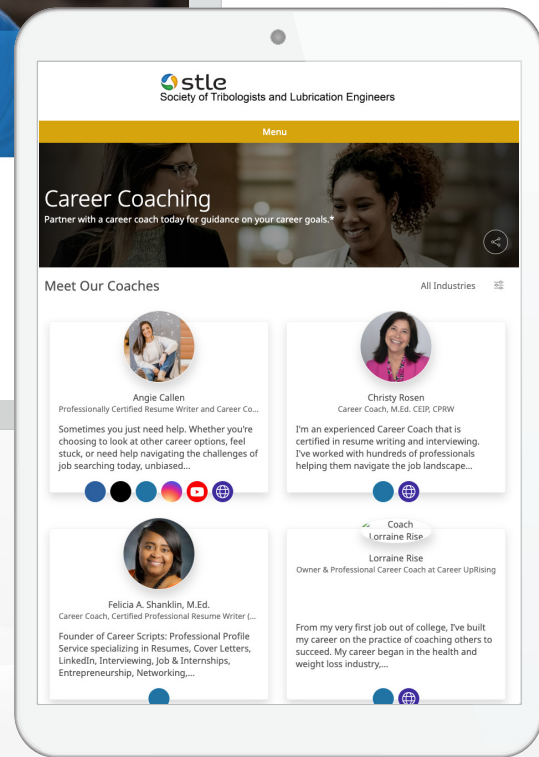 stle
Society of Tribologists and Lubrication Engineers
Menu
Career Coaching
Partner with a career coach today for guidance on your career goals.*
Meet Our Coaches
All Industries
Angie Callen
Professionally Certified Resume Writer and Career Co...
Sometimes you just need help. Whether you're
choosing to look at other career options, feel
stuck, or need help navigating the challenges of
job searching today, unbiased...
Christy Rosen
Career Coach, M.Ed. CEIP, CPRW
I'm an experienced Career Coach that is
certified in resume writing and interviewing.
I've worked with hundreds of professionals
helping them navigate the job landscape...
Felicia A. Shanklin, M.Ed.
Career Coach, Certified Professional Resume Writer (...
Founder of Career Scripts: Professional Profile
Service specializing in Resumes, Cover Letters,
LinkedIn, Interviewing, Job & Internships,
Entrepreneurship, Networking,...
Coach
Lorraine Rise
Lorraine Rise
Owner & Professional Career Coach at Career UpRising
From my very first job out of college, I've built
my career on the practice of coaching others to
succeed. My career began in the health and
weight loss industry,...